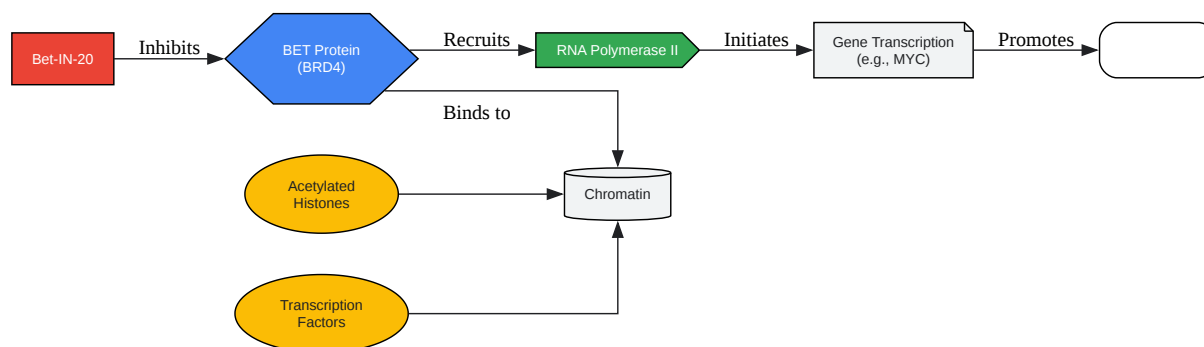 Bet-IN-20
Inhibits
BET Protein
(BRD4)
Recruits
RNA Polymerase II
Initiates
Gene Transcription
(e.g., MYC)
Promotes
Binds to
Acetylated
Histones
Chromatin
Transcription
Factors